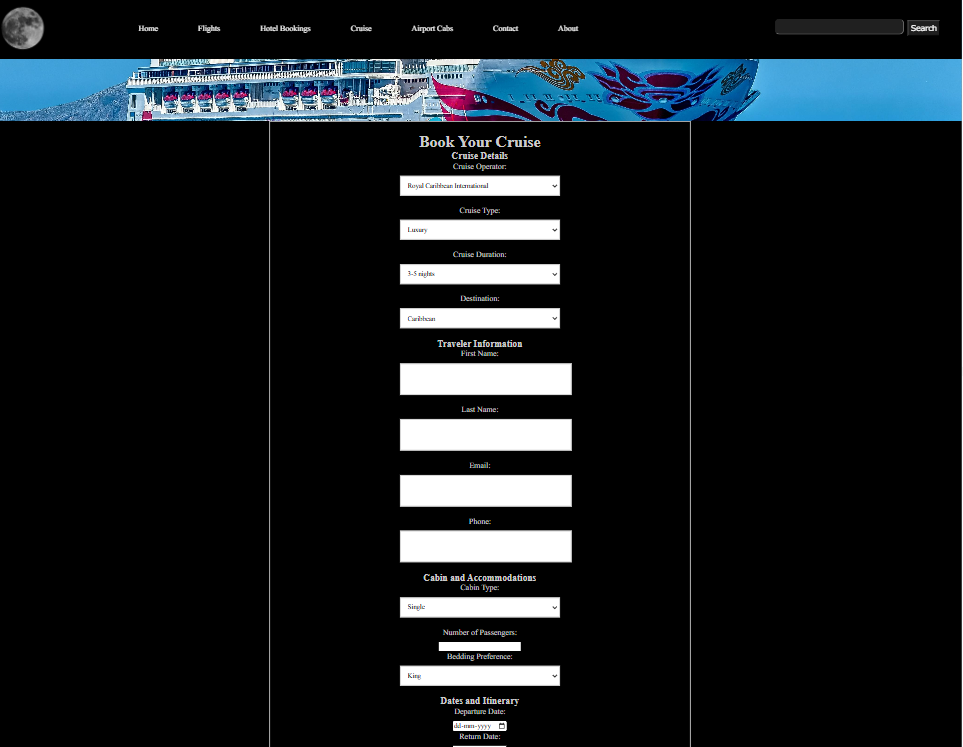 Home Flights Hotel Bookings Cruise Airport Cabs Contact About Search
Book Your Cruise
Cruise Details
Cruise Operator:
Royal Caribbean International
Cruise Type:
Luxury
Cruise Duration:
3-5 nights
Destination:
Caribbean
Traveler Information
First Name:
Last Name:
Email:
Phone:
Cabin and Accommodations
Cabin Type:
Single
Number of Passengers:
Bedding Preference:
King
Dates and Itinerary
Departure Date:
dd-mm-yyyy
Return Date: